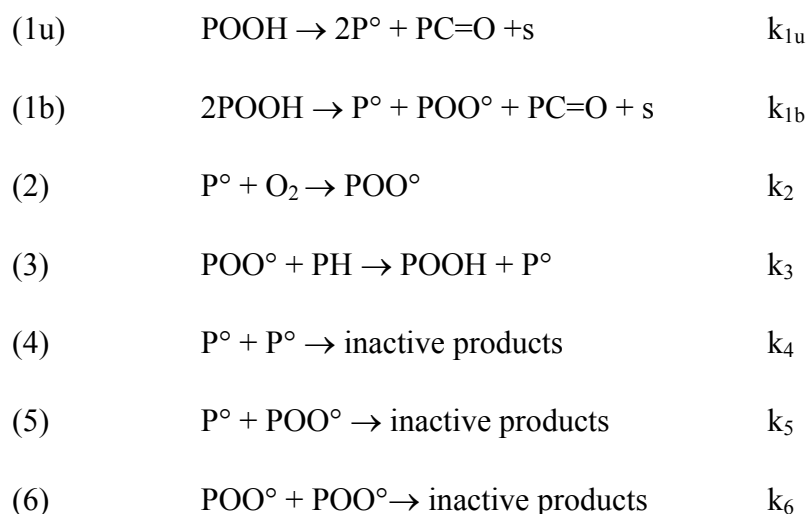 (1u) POOH → 2P° + PC=O +s k₁ᵤ
(1b) 2POOH → P° + POO° + PC=O + s k₁b
(2) P° + O₂ → POO° k₂
(3) POO° + PH → POOH + P° k₃
(4) P° + P° → inactive products k₄
(5) P° + POO° → inactive products k₅
(6) POO° + POO°→ inactive products k₆